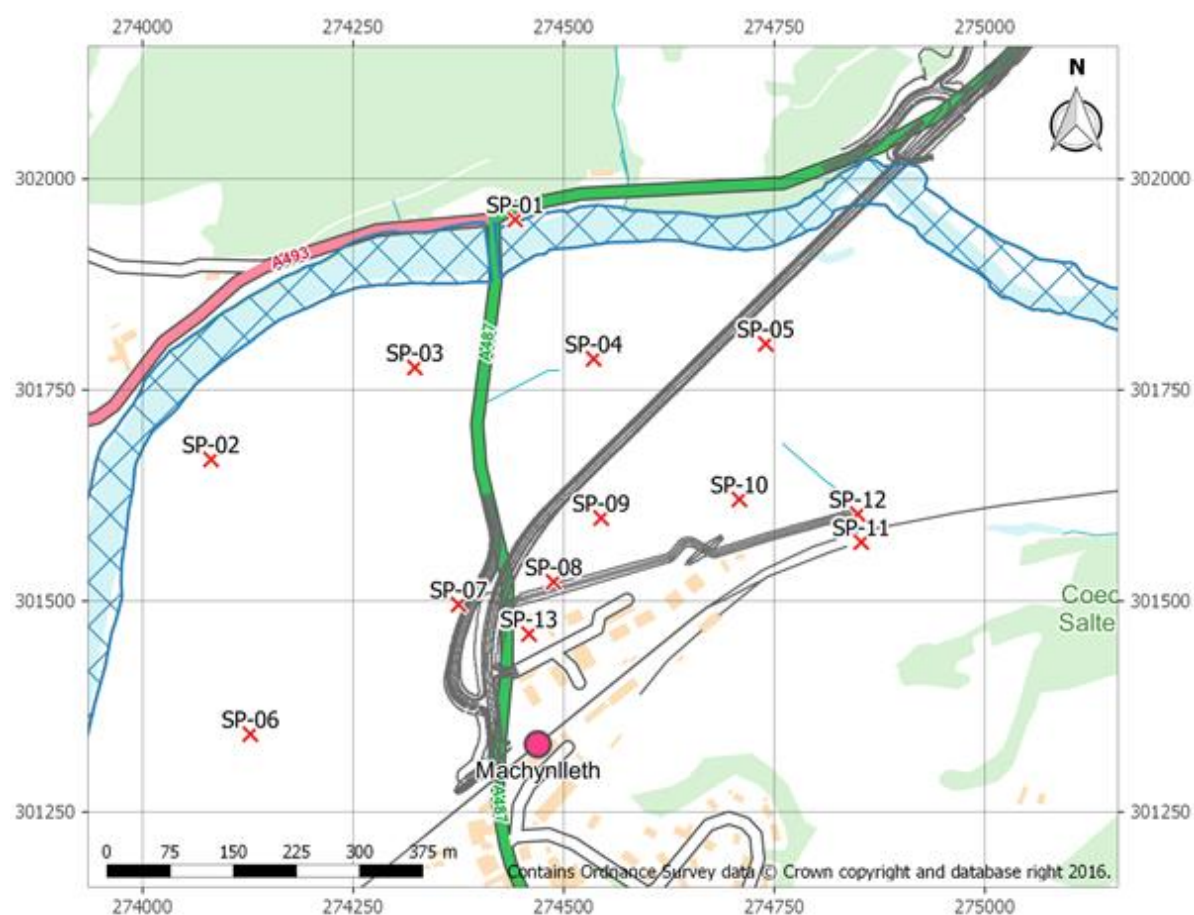 274000 274250 274500 274750 275000
N
302000 302000
SP-01
A493
SP-05
SP-04
SP-03
A487
301750 301750
SP-02
SP-10
SP-12
SP-09
SP-11
SP-08
SP-07
Coed
301500 301500
Salte
SP-13
SP-06
Machynlleth
A487
301250 301250
0 75 150 225 300 375 m
Contains Ordnance Survey data © Crown copyright and database right 2016.
274000 274250 274500 274750 275000